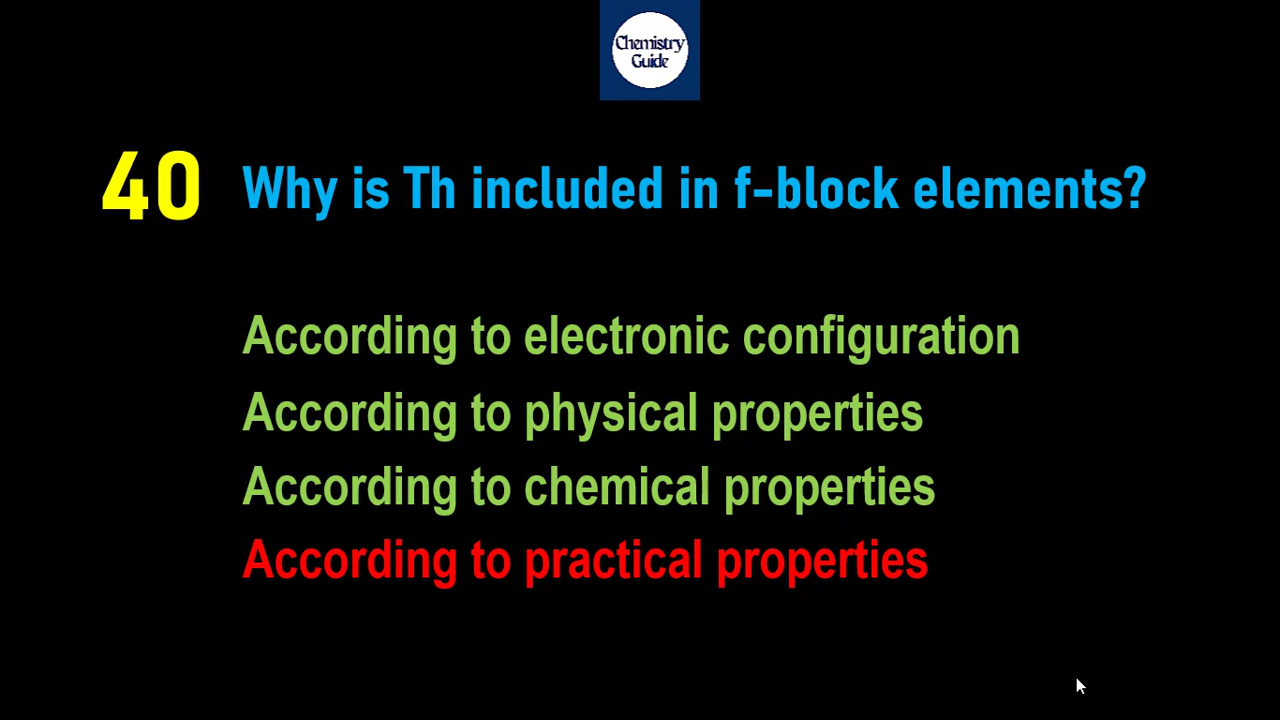 Chemistry
Guide
40 Why is Th included in f-block elements?
According to electronic configuration
According to physical properties
According to chemical properties
According to practical properties